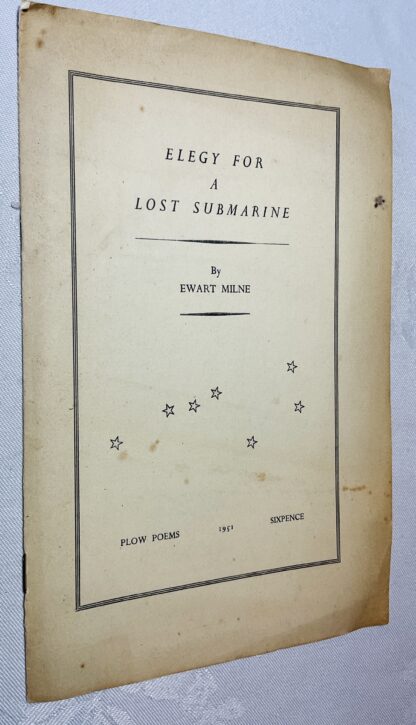 ELEGY FOR
A
LOST SUBMARINE
By
EWART MILNE
PLOW POEMS 1951 SIXPENCE